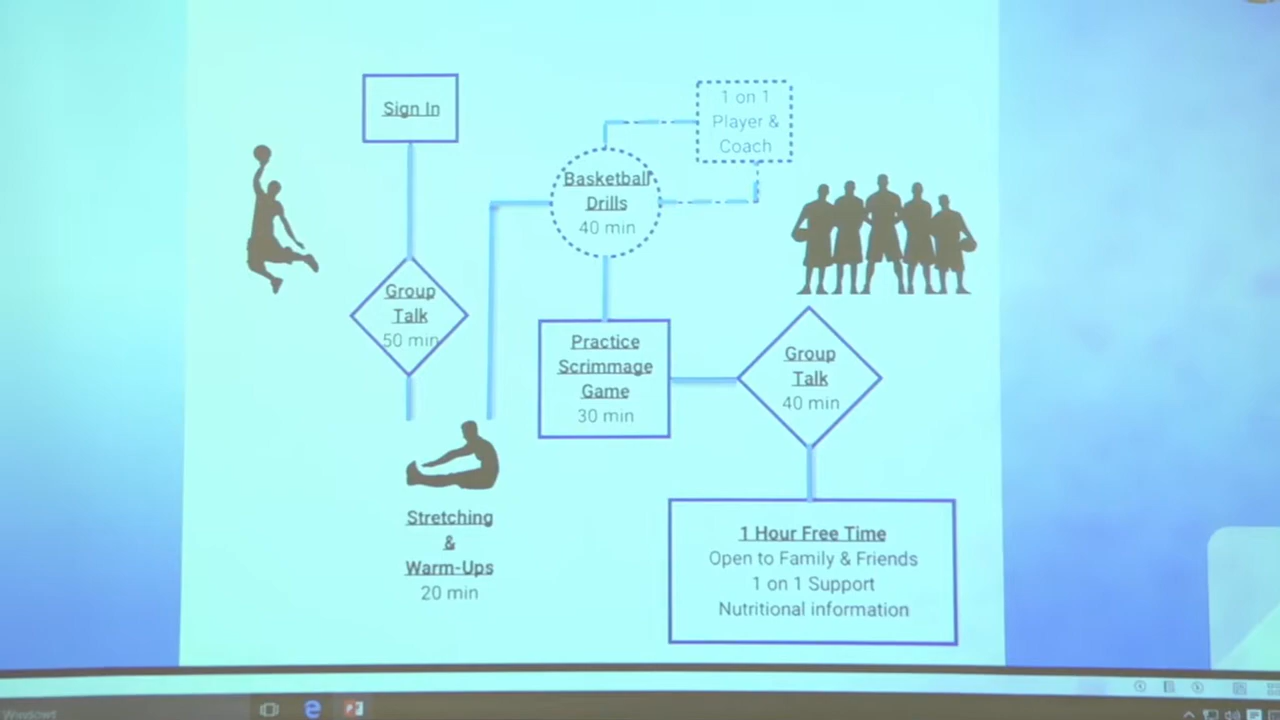 Sign In
Group
Talk
50 min
Stretching
&
Warm-Ups
20 min
Basketball
Drills
40 min
1 on 1
Player &
Coach
Practice
Scrimmage
Game
30 min
Group
Talk
40 min
1 Hour Free Time
Open to Family & Friends
1 on 1 Support
Nutritional information
Windows